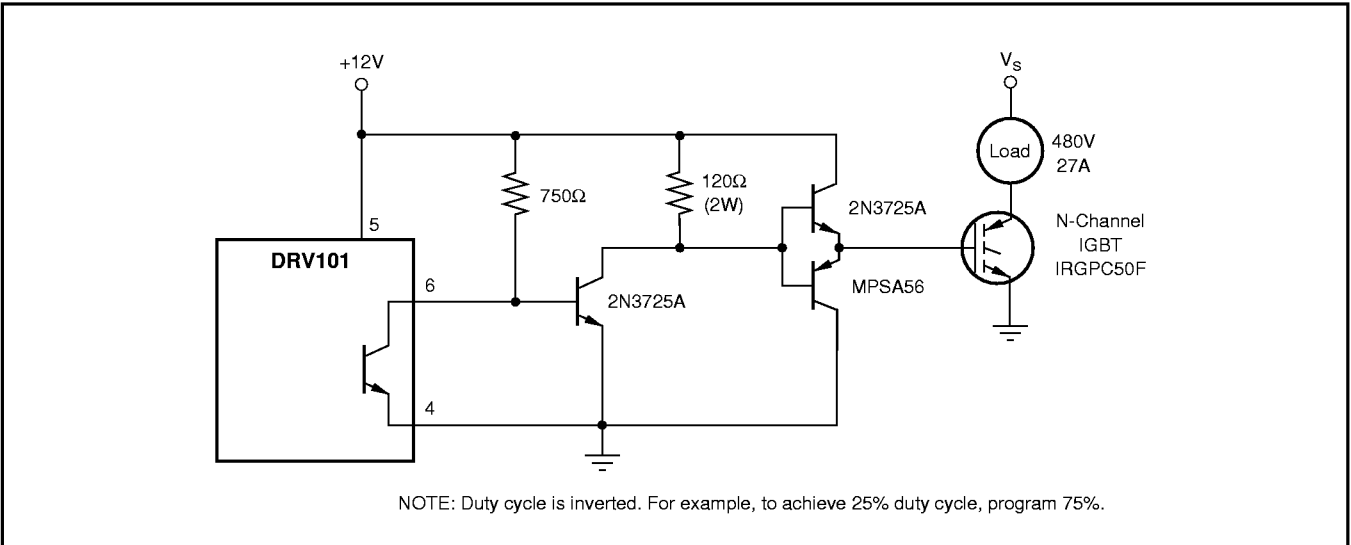 +12V
V_S
Load
480V
27A
750Ω
120Ω
(2W)
2N3725A
N-Channel
IGBT
IRGPC50F
5
DRV101
6
2N3725A
MPSA56
4
NOTE: Duty cycle is inverted. For example, to achieve 25% duty cycle, program 75%.